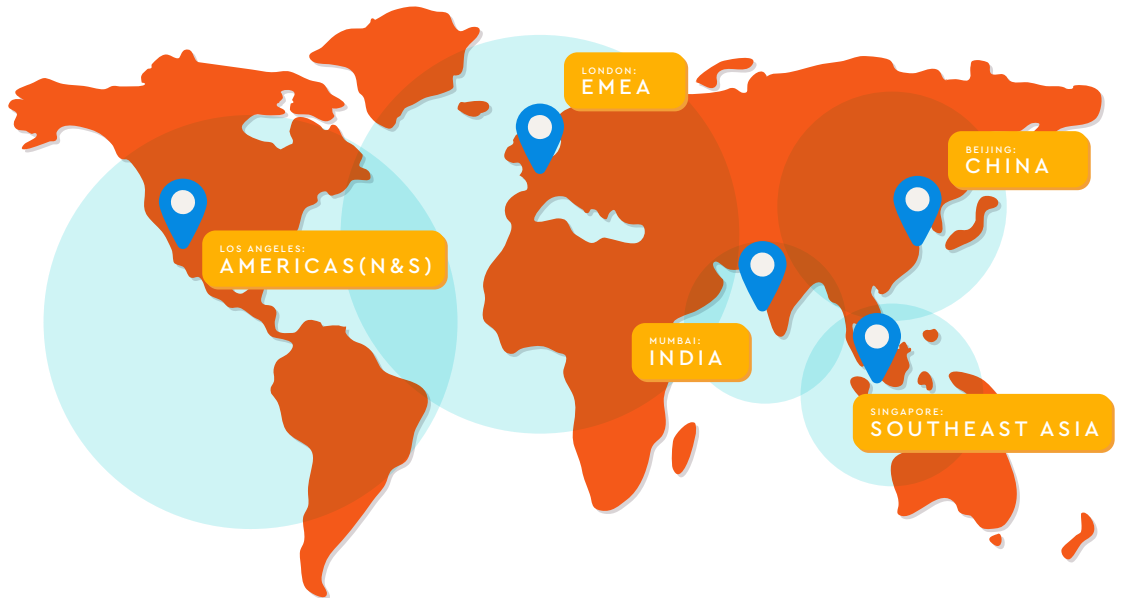 LONDON:
EMEA
BEIJING:
CHINA
LOS ANGELES:
AMERICAS(N&S)
MUMBAI:
INDIA
SINGAPORE:
SOUTHEAST ASIA